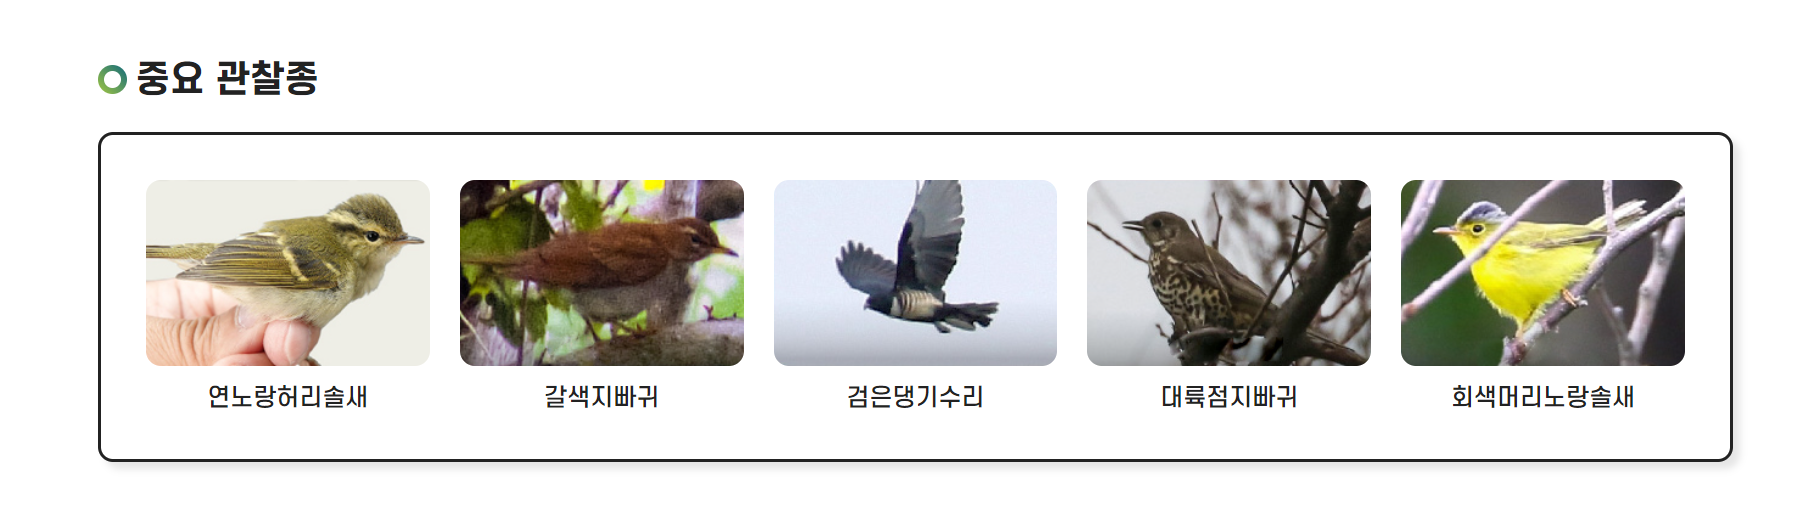 중요 관찰종
연노랑허리솔새
갈색지빠귀
검은댕기수리
대륙점지빠귀
회색머리노랑솔새